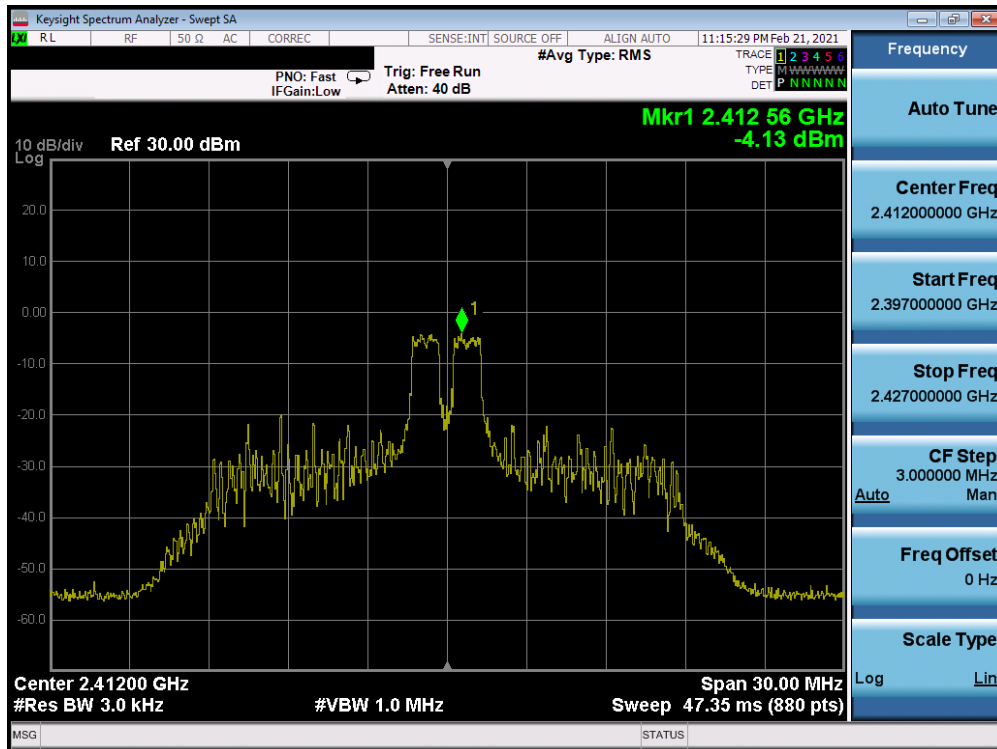 Keysight Spectrum Analyzer - Swept SA
LXI RL RF 50 Ω AC CORREC SENSE:INT SOURCE OFF ALIGN AUTO 11:15:29 PM Feb 21, 2021
PNO: Fast
IFGain:Low
Trig: Free Run
Atten: 40 dB
#Avg Type: RMS
TRACE 1 2 3 4 5 6
TYPE M WWWWW
DET P N N N N N
Mkr1 2.412 56 GHz
-4.13 dBm
10 dB/div
Log
Ref 30.00 dBm
20.0
10.0
0.00
-10.0
-20.0
-30.0
-40.0
-50.0
-60.0
1
Center 2.41200 GHz
#Res BW 3.0 kHz
#VBW 1.0 MHz
Span 30.00 MHz
Sweep 47.35 ms (880 pts)
MSG
STATUS
Frequency
Auto Tune
Center Freq
2.412000000 GHz
Start Freq
2.397000000 GHz
Stop Freq
2.427000000 GHz
CF Step
3.000000 MHz
Auto Man
Freq Offset
0 Hz
Scale Type
Log Lin